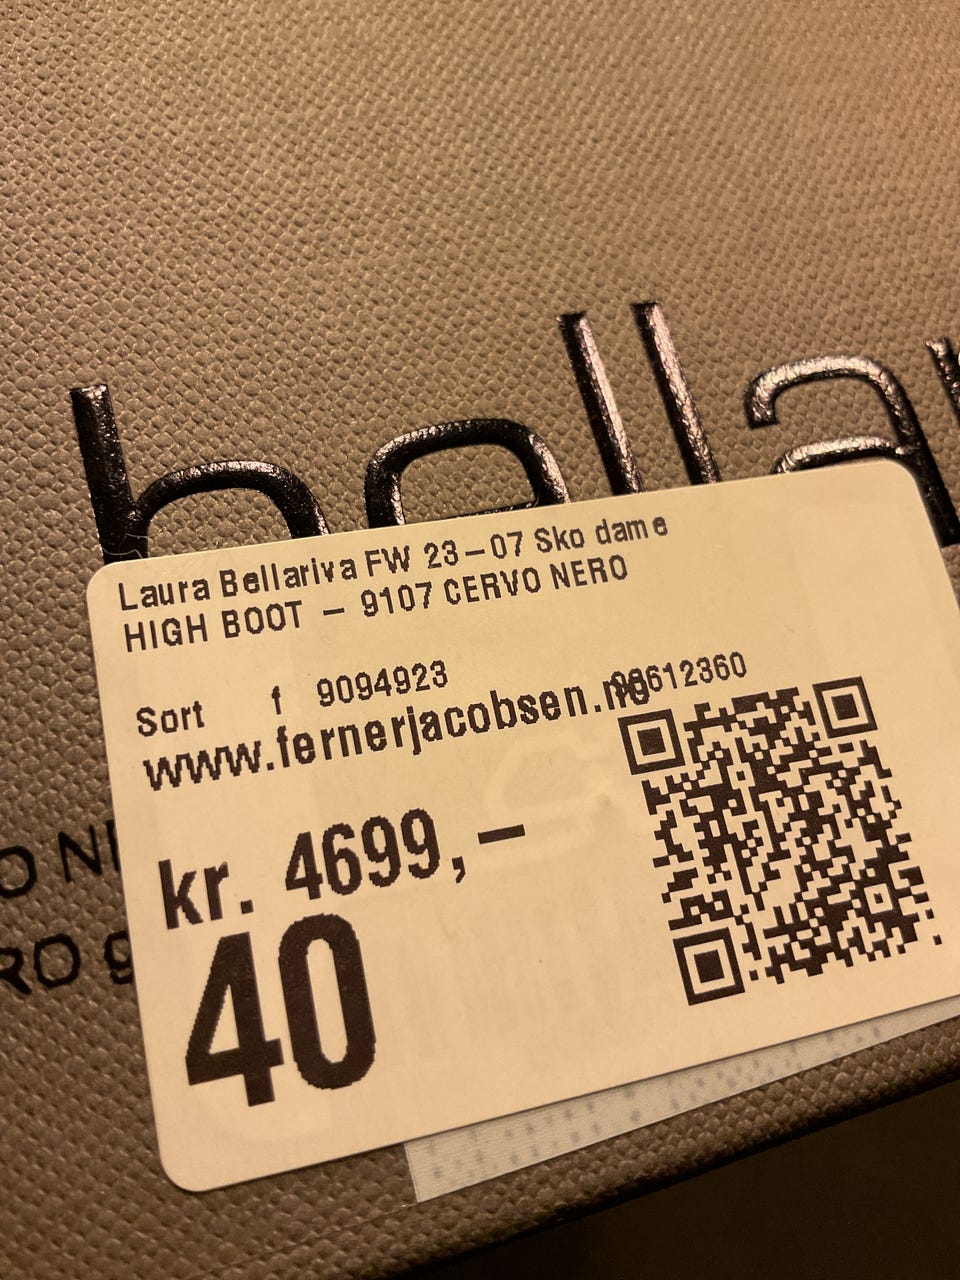 bellar
Laura Bellariva FW 23-07 Sko dame
HIGH BOOT - 9107 CERVO NERO
Sort f 9094923
www.fernerjacobsen.no
kr. 4699,-
40